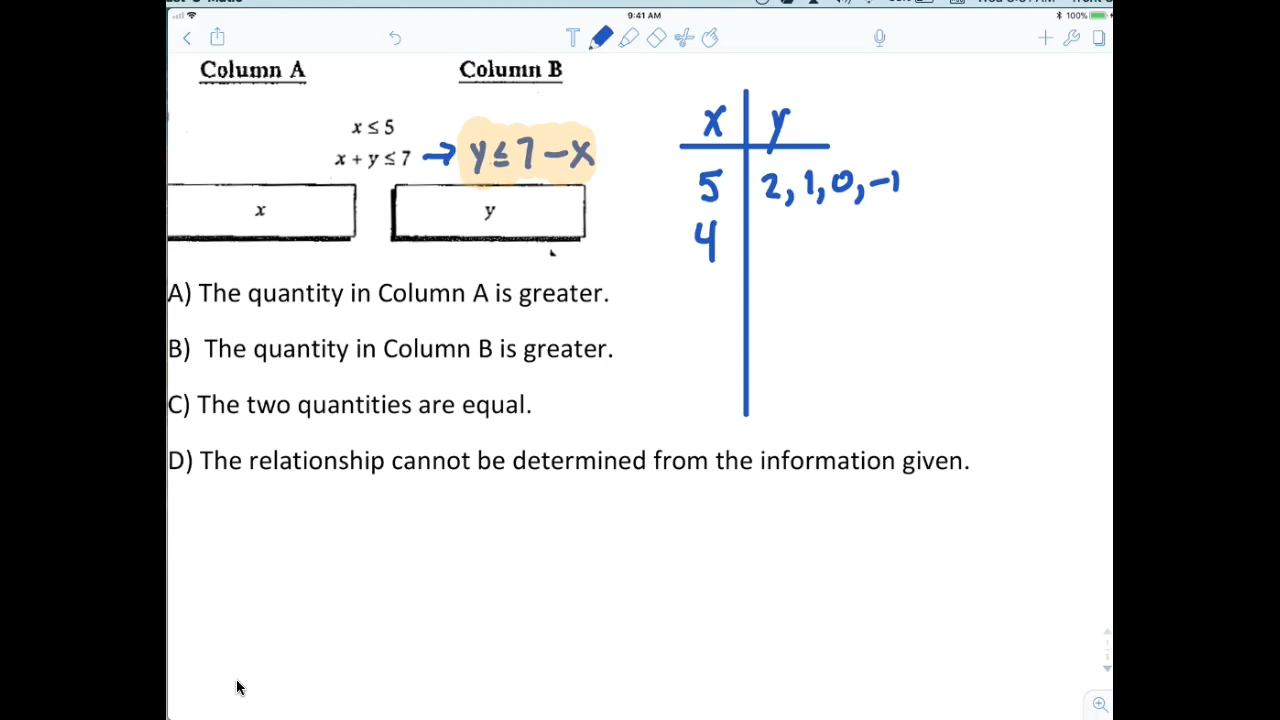 9:41 AM
100%
T
Column A Column B
x ≤ 5
x + y ≤ 7 → y ≤ 7 − x
x y
A) The quantity in Column A is greater.
B) The quantity in Column B is greater.
C) The two quantities are equal.
D) The relationship cannot be determined from the information given.
x y
5 2, 1, 0, −1
4